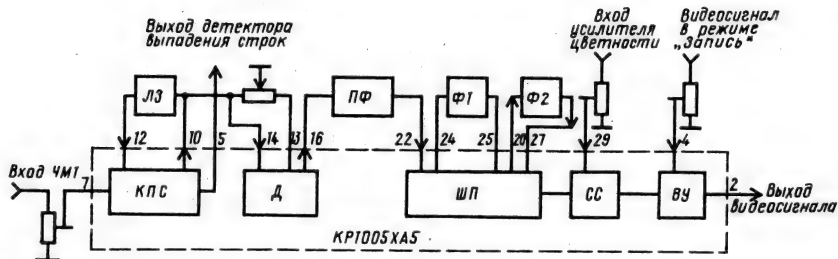 Выход детектора
выпадения строк
Вход
усилителя
цветности
Видеосигнал
в режиме
„Запись“
ЛЗ
ПФ
Ф1
Ф2
12
10
5
14
13
16
22
24
25
20
27
29
4
Вход ЧМ1
7
КПС
Д
ШП
СС
ВУ
2
Выход
видеосигнала
КР1005ХА5